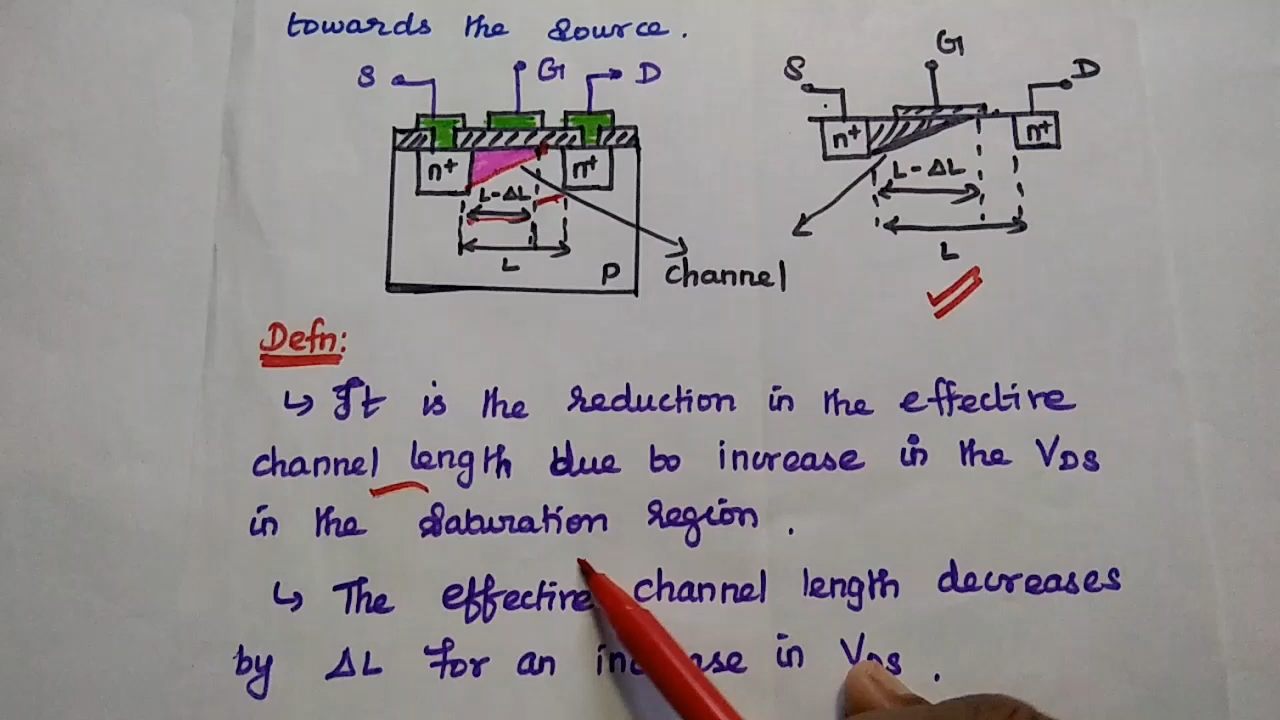 towards the source.
S G D
n+ n+
L-ΔL
L
P
channel
G
S D
n+ n+
L-ΔL
L
Defn:
↳ It is the reduction in the effective
channel length due to increase in the VDS
in the saturation region.
↳ The effective channel length decreases
by ΔL for an in in VDS.